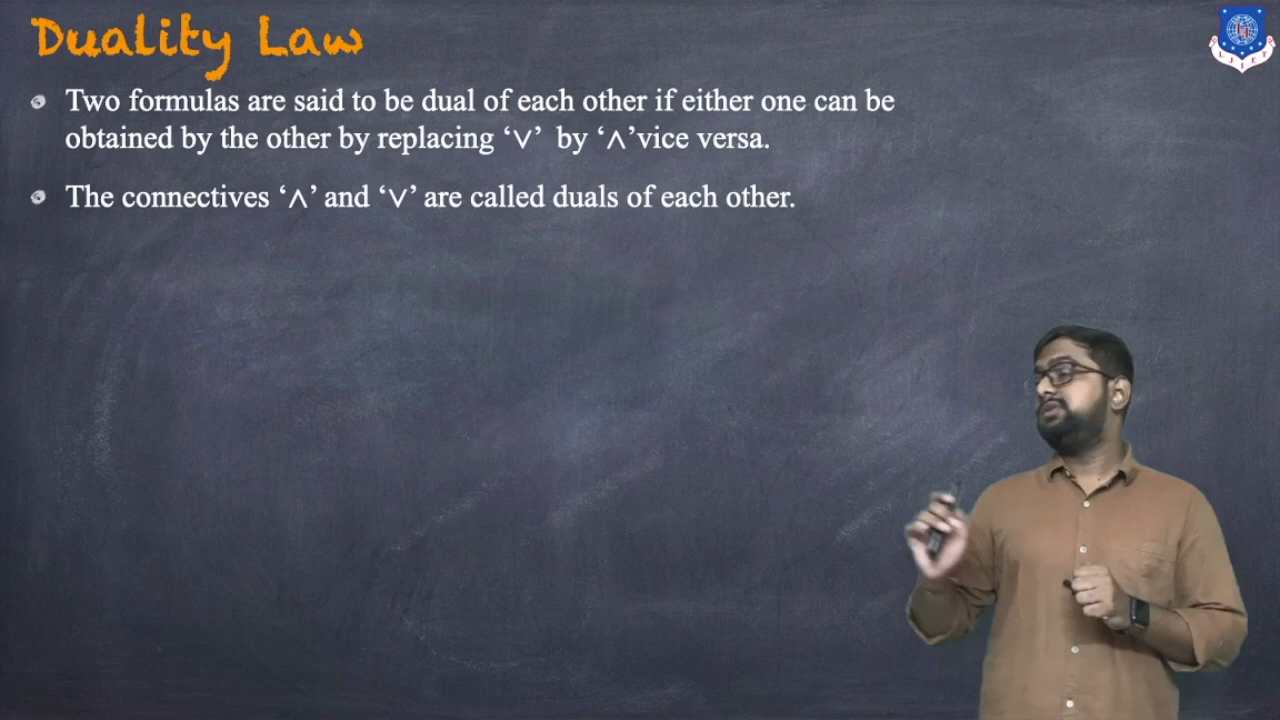 Duality Law
Two formulas are said to be dual of each other if either one can be
obtained by the other by replacing ‘∨’ by ‘∧’vice versa.
The connectives ‘∧’ and ‘∨’ are called duals of each other.